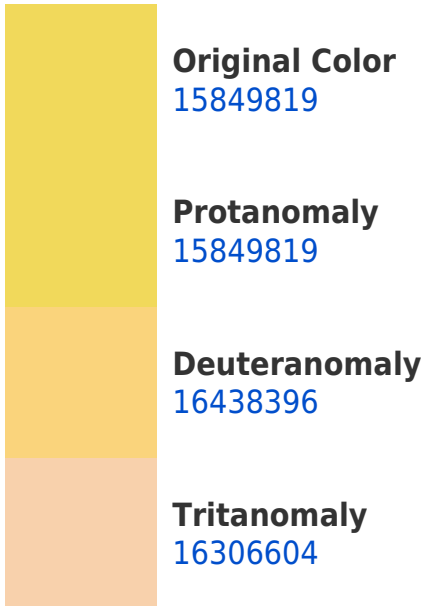 Original Color
15849819
Protanomaly
15849819
Deuteranomaly
16438396
Tritanomaly
16306604